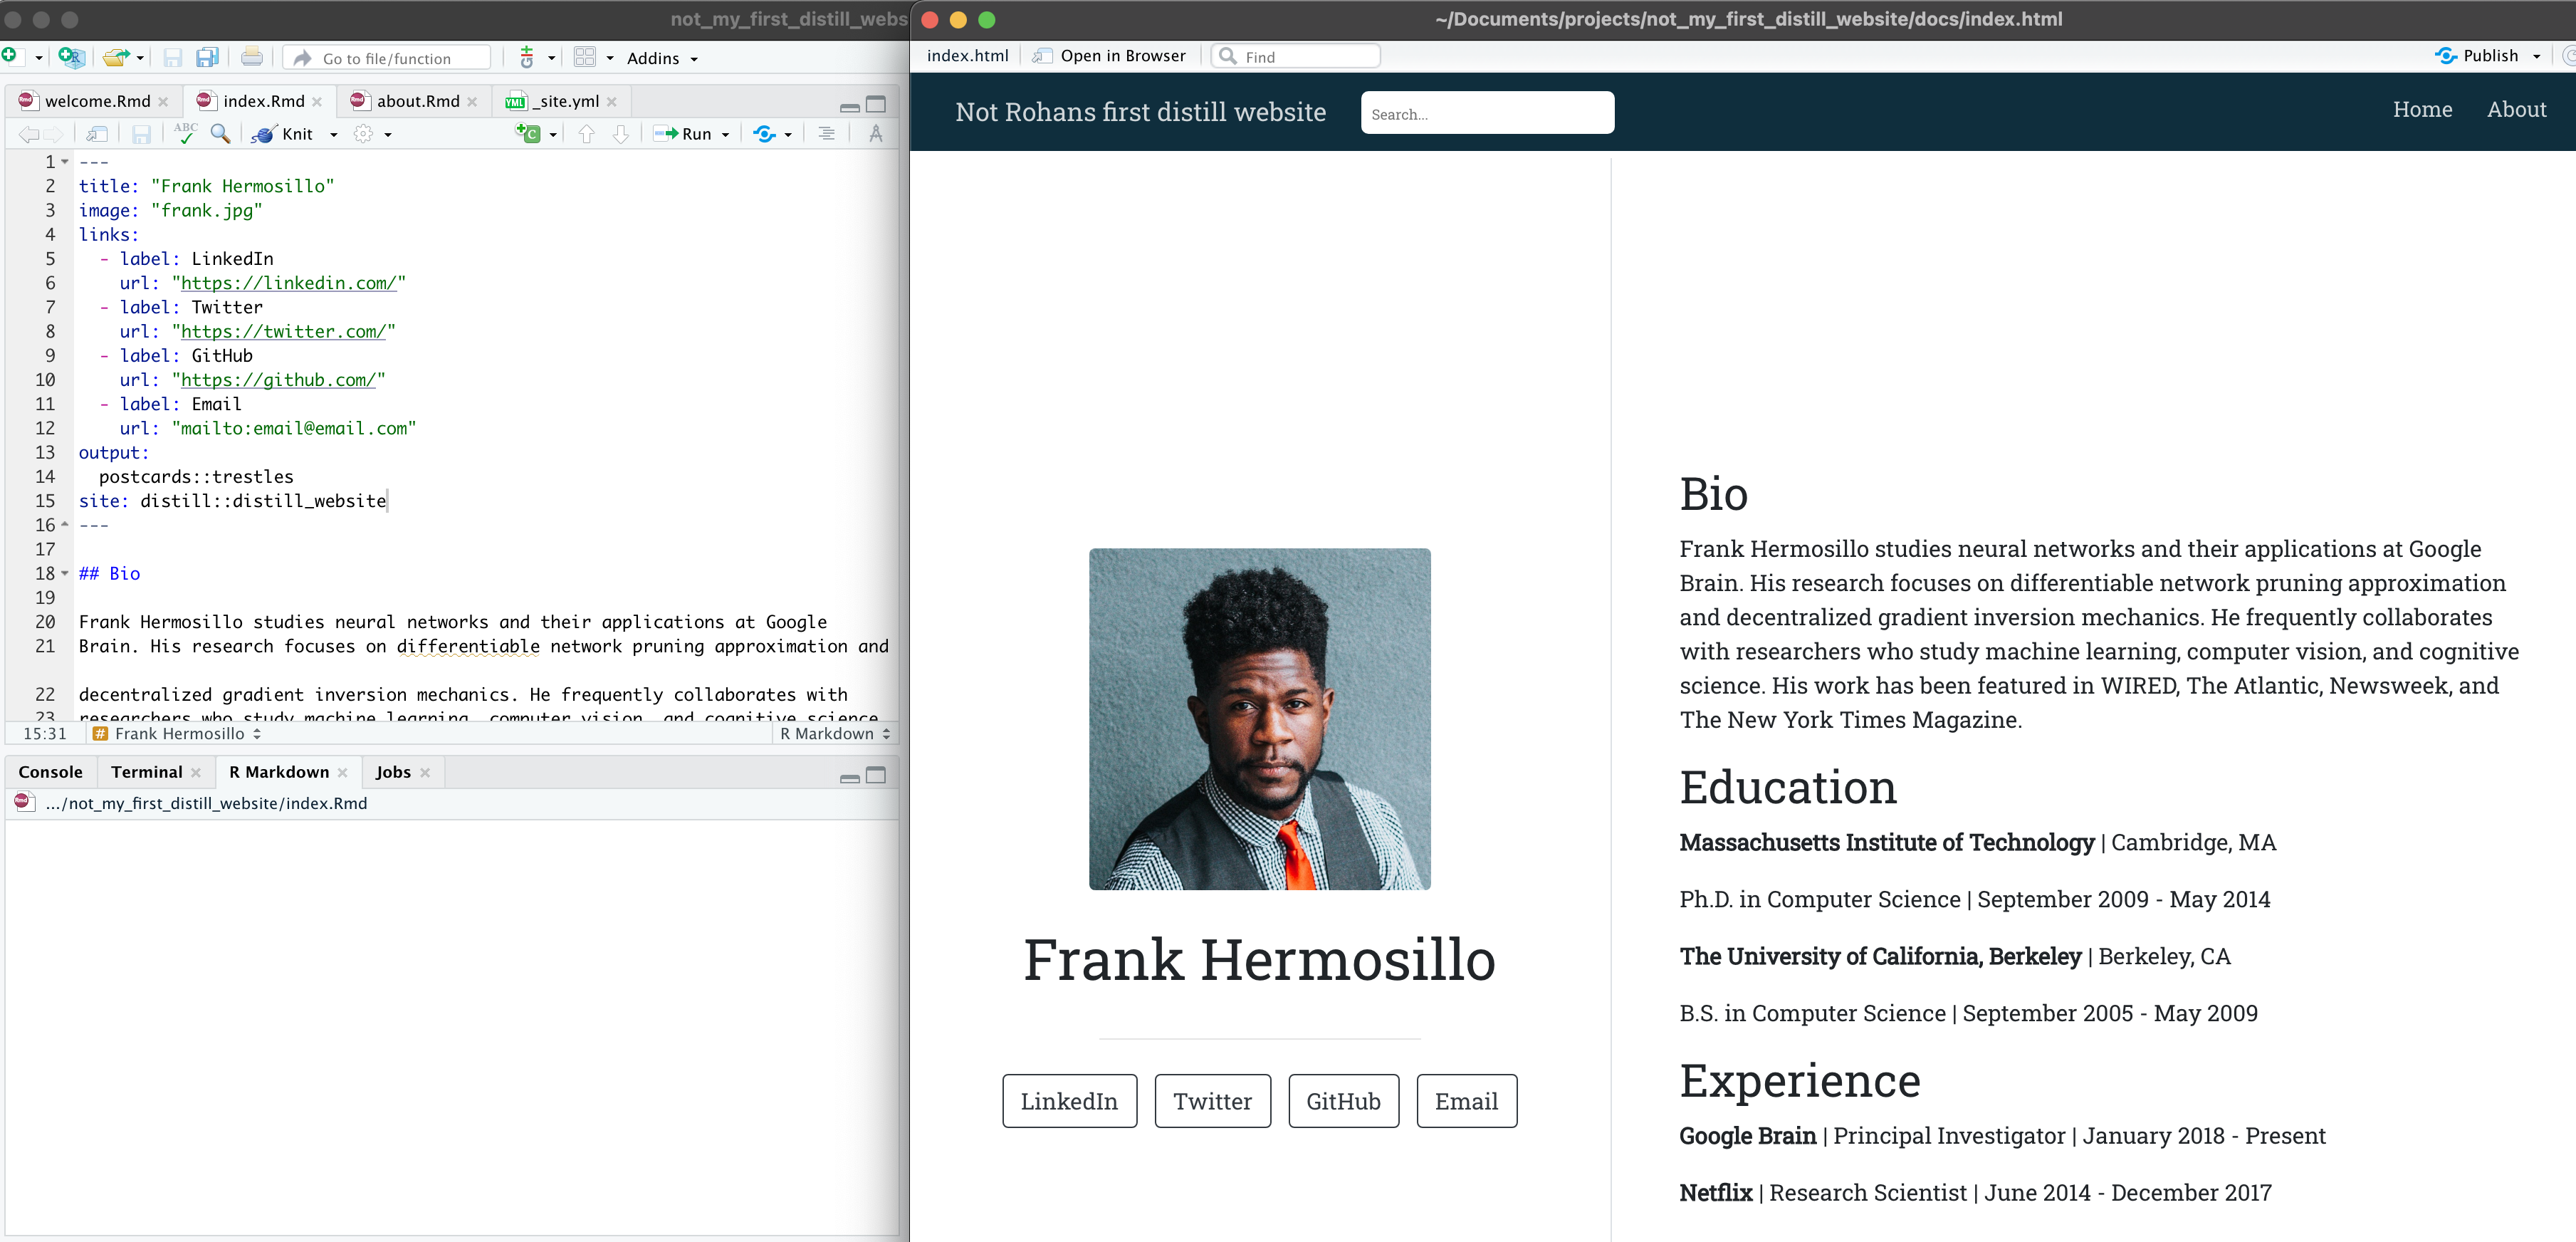 not_my_first_distill_webs
Go to file/function
Addins
welcome.Rmd
index.Rmd
about.Rmd
_site.yml
ABC
Knit
Run
1 ---
2 title: "Frank Hermosillo"
3 image: "frank.jpg"
4 links:
5 - label: LinkedIn
6 url: "https://linkedin.com/"
7 - label: Twitter
8 url: "https://twitter.com/"
9 - label: GitHub
10 url: "https://github.com/"
11 - label: Email
12 url: "mailto:email@email.com"
13 output:
14 postcards::trestles
15 site: distill::distill_website
16 ---
17
18 ## Bio
19
20 Frank Hermosillo studies neural networks and their applications at Google
21 Brain. His research focuses on differentiable network pruning approximation and
22 decentralized gradient inversion mechanics. He frequently collaborates with
23 researchers who study machine learning, computer vision, and cognitive science.
15:31
# Frank Hermosillo
R Markdown
Console
Terminal
R Markdown
Jobs
.../not_my_first_distill_website/index.Rmd
~/Documents/projects/not_my_first_distill_website/docs/index.html
index.html
Open in Browser
Find
Publish
Not Rohans first distill website
Search...
Home
About
Frank Hermosillo
LinkedIn
Twitter
GitHub
Email
Bio
Frank Hermosillo studies neural networks and their applications at Google
Brain. His research focuses on differentiable network pruning approximation
and decentralized gradient inversion mechanics. He frequently collaborates
with researchers who study machine learning, computer vision, and cognitive
science. His work has been featured in WIRED, The Atlantic, Newsweek, and
The New York Times Magazine.
Education
Massachusetts Institute of Technology | Cambridge, MA
Ph.D. in Computer Science | September 2009 - May 2014
The University of California, Berkeley | Berkeley, CA
B.S. in Computer Science | September 2005 - May 2009
Experience
Google Brain | Principal Investigator | January 2018 - Present
Netflix | Research Scientist | June 2014 - December 2017